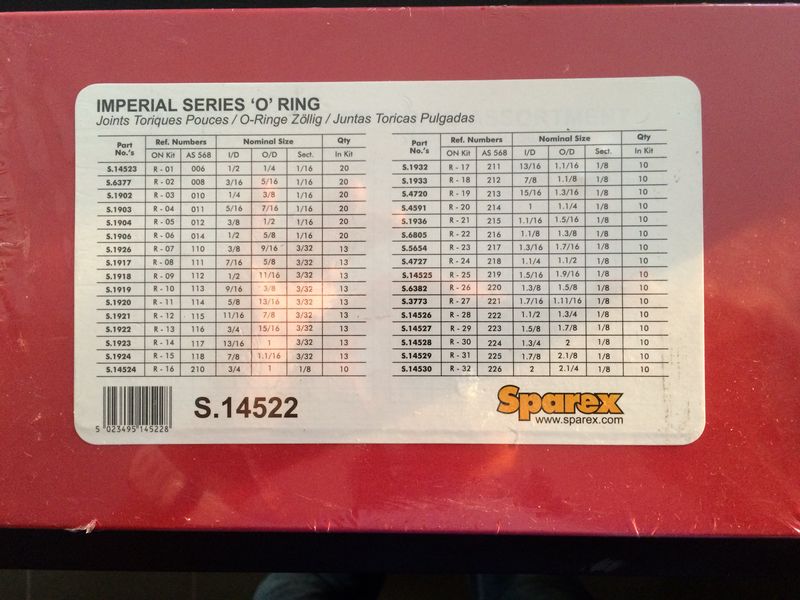 IMPERIAL SERIES 'O' RING
Joints Toriques Pouces / O-Ringe Zöllig / Juntas Toricas Pulgadas
Part No.'s Ref. Numbers Nominal Size Qty
ON Kit AS 568 I/D O/D Sect. In Kit
S.14523 R - 01 006 1/2 1/4 1/16 20
S.6377 R - 02 008 3/16 5/16 1/16 20
S.1902 R - 03 010 1/4 3/8 1/16 20
S.1903 R - 04 011 5/16 7/16 1/16 20
S.1904 R - 05 012 3/8 1/2 1/16 20
S.1906 R - 06 014 1/2 5/8 1/16 20
S.1926 R - 07 110 3/8 9/16 3/32 13
S.1917 R - 08 111 7/16 5/8 3/32 13
S.1918 R - 09 112 1/2 11/16 3/32 13
S.1919 R - 10 113 9/16 3/8 3/32 13
S.1920 R - 11 114 5/8 13/16 3/32 13
S.1921 R - 12 115 11/16 7/8 3/32 13
S.1922 R - 13 116 3/4 15/16 3/32 13
S.1923 R - 14 117 13/16 1 3/32 13
S.1924 R - 15 118 7/8 1.1/16 3/32 13
S.14524 R - 16 210 3/4 1 1/8 10
Part No.'s Ref. Numbers Nominal Size Qty
ON Kit AS 568 I/D O/D Sect. In Kit
S.1932 R - 17 211 13/16 1.1/16 1/8 10
S.1933 R - 18 212 7/8 1.1/8 1/8 10
S.4720 R - 19 213 15/16 1.3/16 1/8 10
S.4591 R - 20 214 1 1.1/4 1/8 10
S.1936 R - 21 215 1.1/16 1.5/16 1/8 10
S.6805 R - 22 216 1.1/8 1.3/8 1/8 10
S.5654 R - 23 217 1.3/16 1.7/16 1/8 10
S.4727 R - 24 218 1.1/4 1.1/2 1/8 10
S.14525 R - 25 219 1.5/16 1.9/16 1/8 10
S.6382 R - 26 220 1.3/8 1.5/8 1/8 10
S.3773 R - 27 221 1.7/16 1.11/16 1/8 10
S.14526 R - 28 222 1.1/2 1.3/4 1/8 10
S.14527 R - 29 223 1.5/8 1.7/8 1/8 10
S.14528 R - 30 224 1.3/4 2 1/8 10
S.14529 R - 31 225 1.7/8 2.1/8 1/8 10
S.14530 R - 32 226 2 2.1/4 1/8 10
5 023495 145228
S.14522
Sparex
www.sparex.com